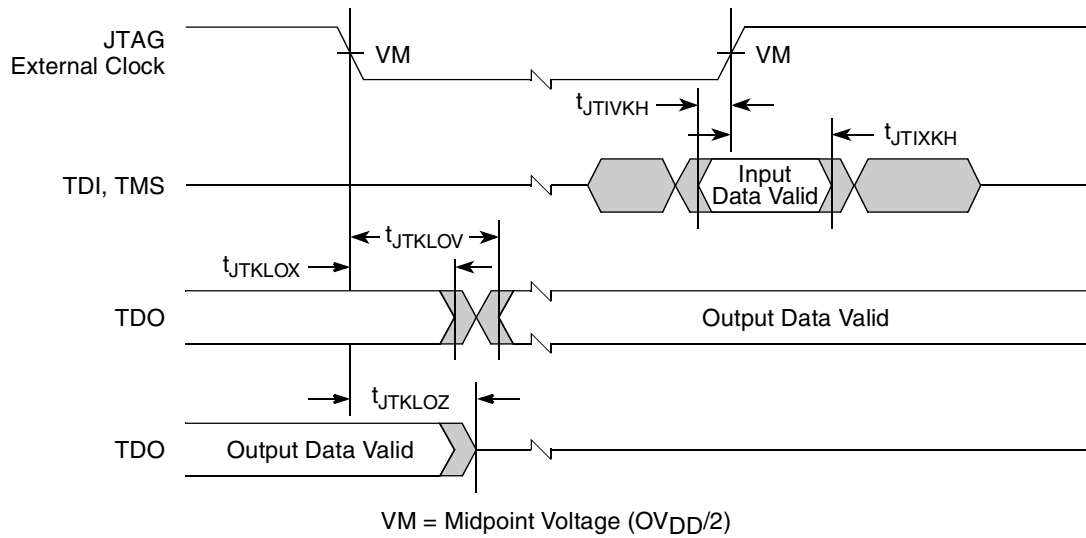 JTAG
External Clock
VM
VM
tJTIVKH
tJTIXKH
TDI, TMS
Input
Data Valid
tJTKLOV
tJTKLOX
TDO
Output Data Valid
tJTKLOZ
TDO
Output Data Valid
VM = Midpoint Voltage (OVDD/2)